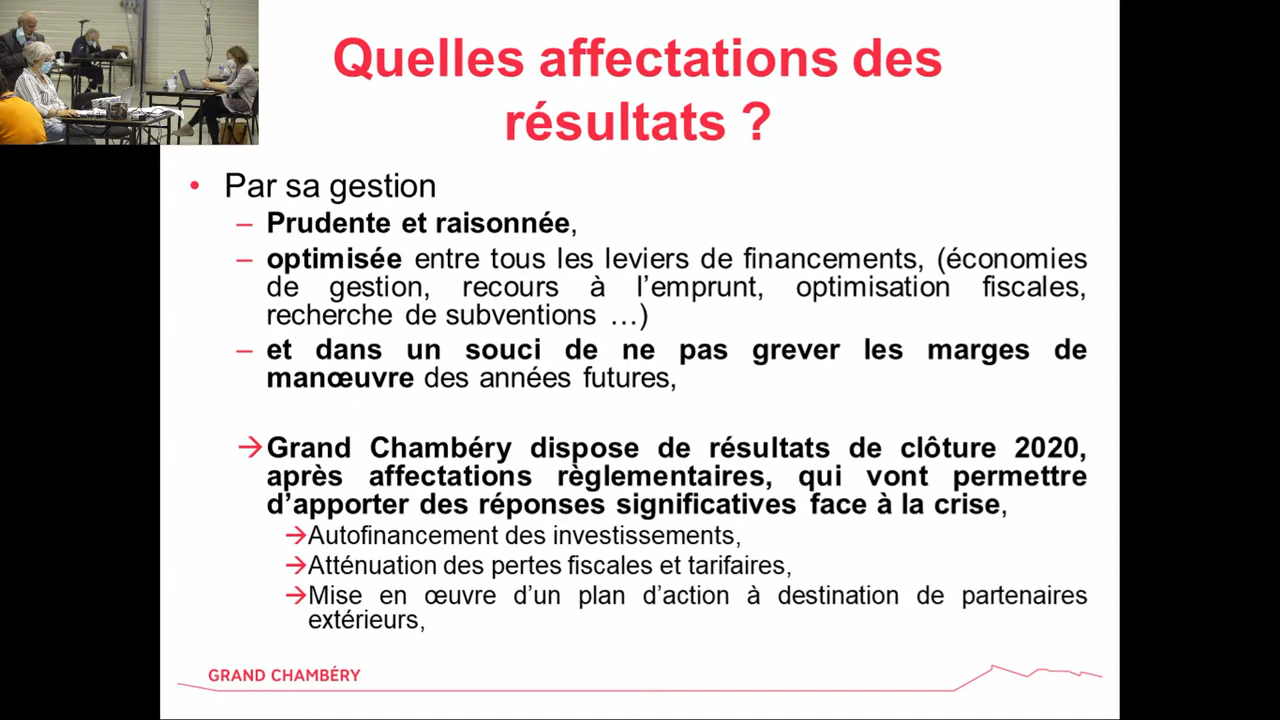 Quelles affectations des
résultats ?
• Par sa gestion
– Prudente et raisonnée,
– optimisée entre tous les leviers de financements, (économies
de gestion, recours à l'emprunt, optimisation fiscales,
recherche de subventions …)
– et dans un souci de ne pas grever les marges de
manœuvre des années futures,
→Grand Chambéry dispose de résultats de clôture 2020,
après affectations règlementaires, qui vont permettre
d'apporter des réponses significatives face à la crise,
→Autofinancement des investissements,
→Atténuation des pertes fiscales et tarifaires,
→Mise en œuvre d'un plan d'action à destination de partenaires
extérieurs,
GRAND CHAMBÉRY